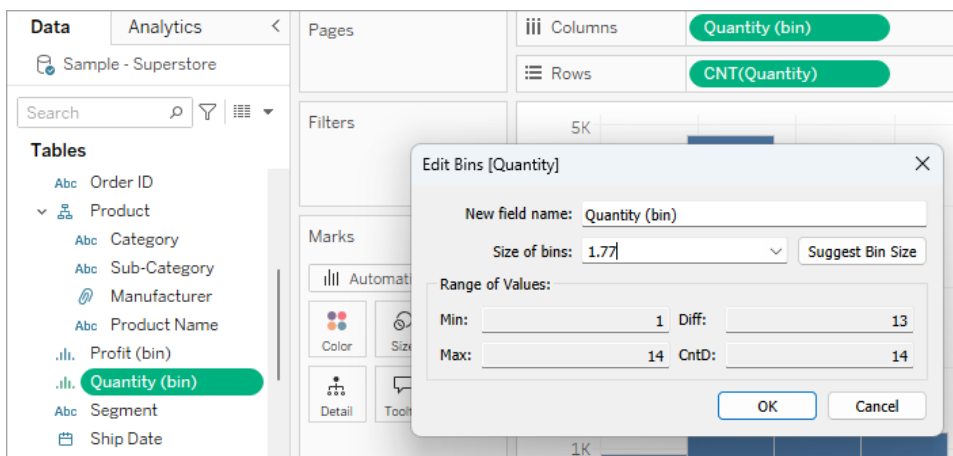 Data
Analytics
Sample - Superstore
Search
Tables
Abc Order ID
Product
Abc Category
Abc Sub-Category
Manufacturer
Abc Product Name
Profit (bin)
Quantity (bin)
Abc Segment
Ship Date
Pages
Filters
Marks
Automati
Color
Size
Detail
Toolt
Columns
Quantity (bin)
Rows
CNT(Quantity)
5K
Edit Bins [Quantity]
New field name: Quantity (bin)
Size of bins: 1.77 Suggest Bin Size
Range of Values:
Min: 1 Diff: 13
Max: 14 CntD: 14
OK Cancel
1K